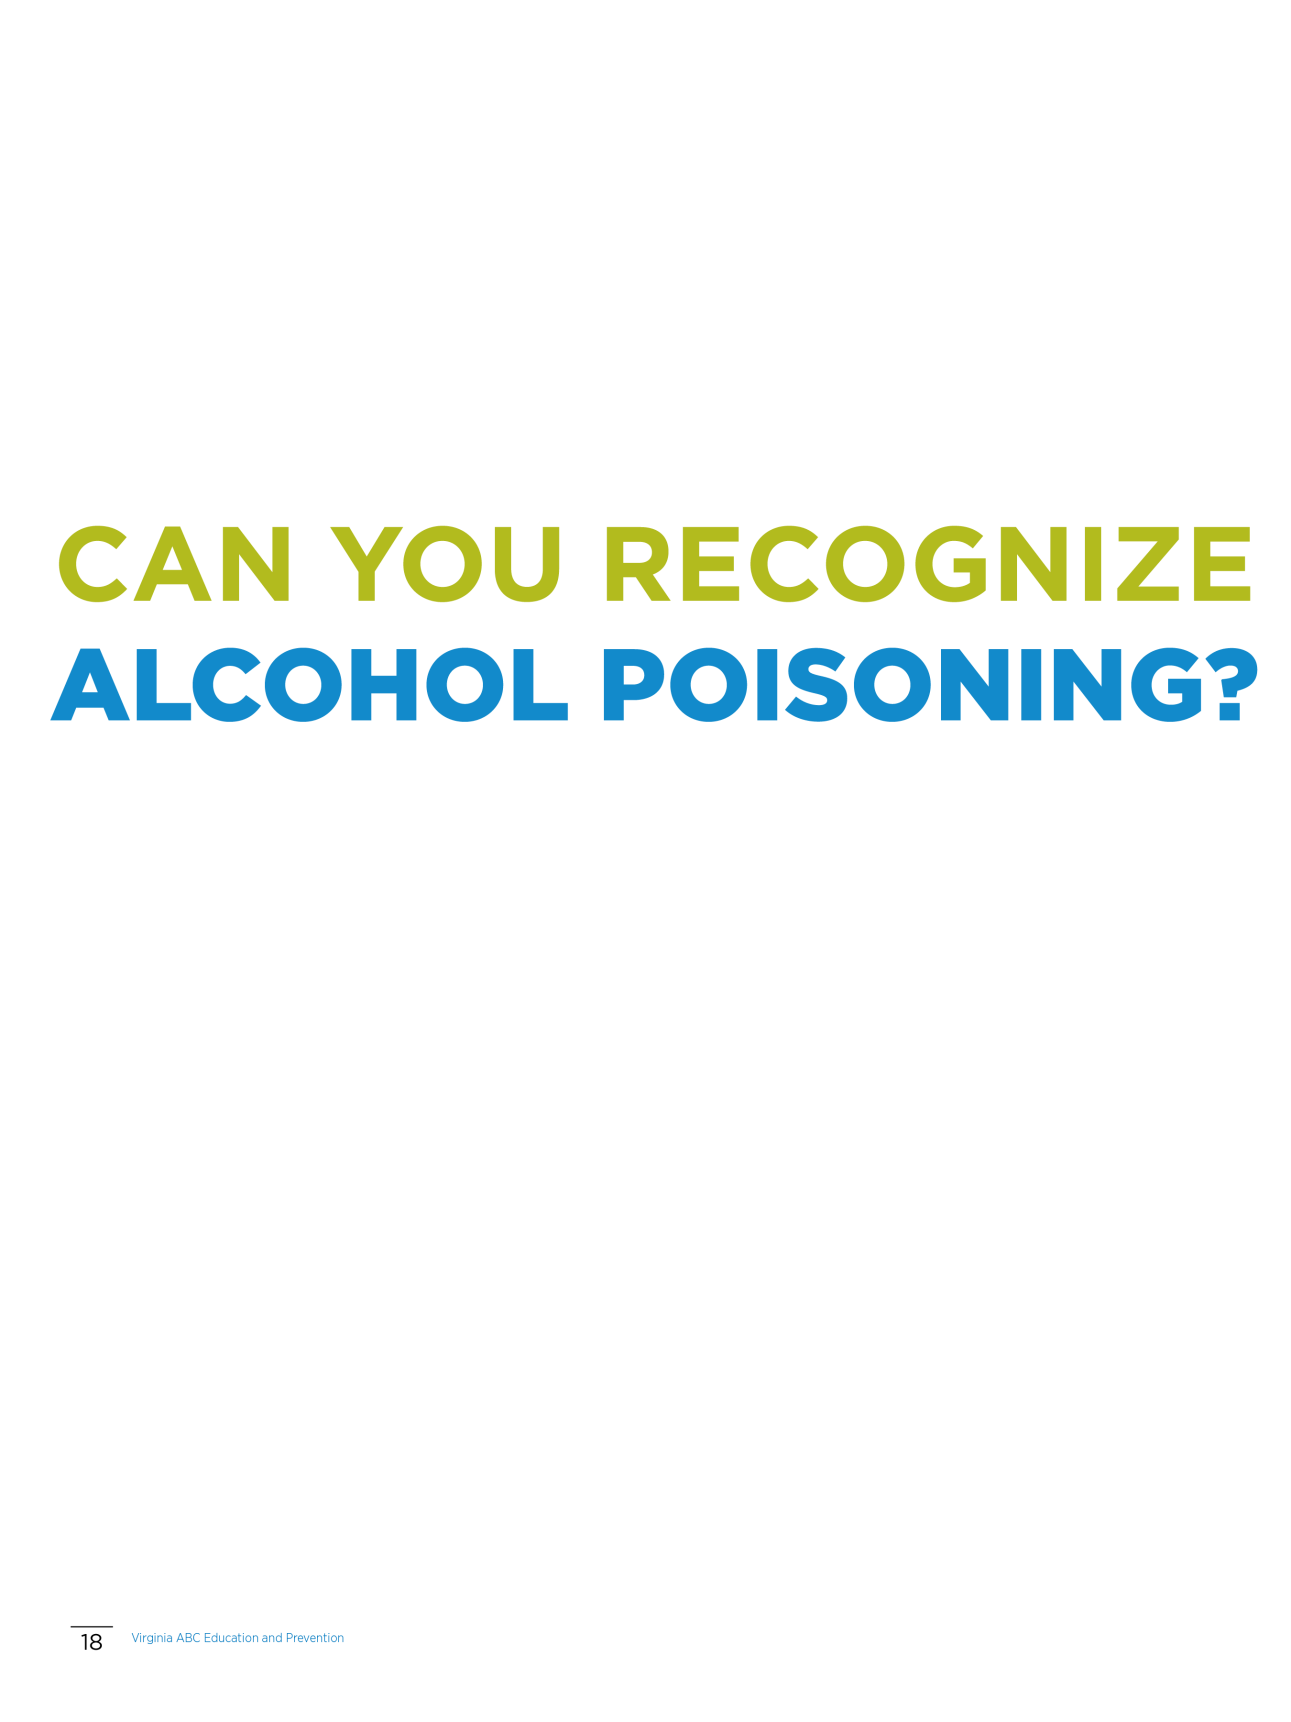 CAN YOU RECOGNIZE
ALCOHOL POISONING?
18 Virginia ABC Education and Prevention